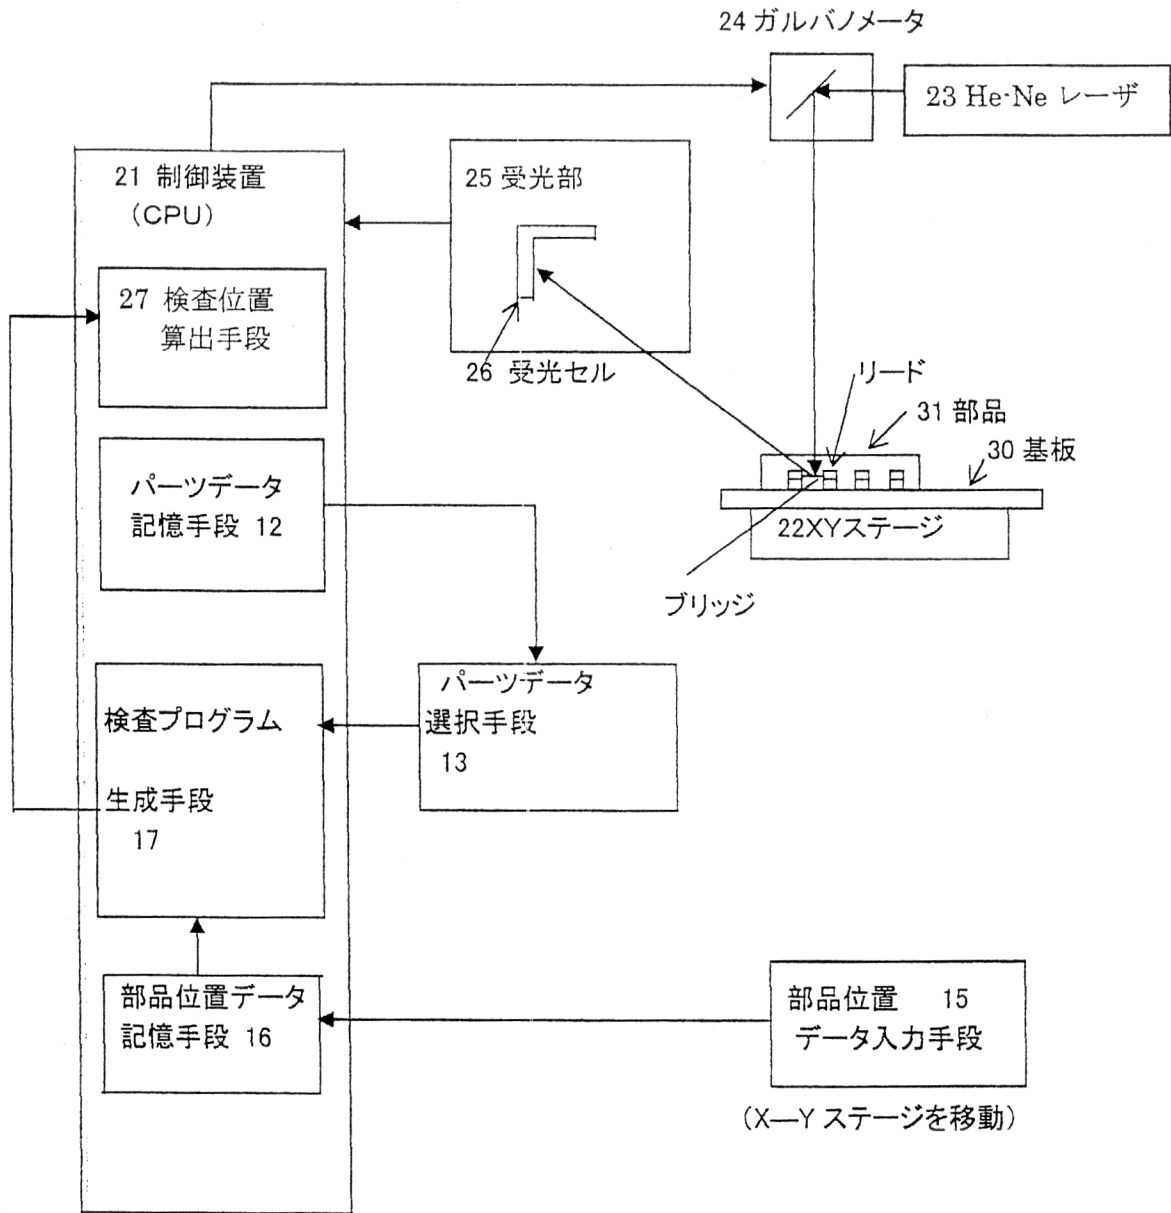 24 ガルバノメータ
23 He-Ne レーザ
21 制御装置
（CPU）
25 受光部
27 検査位置
算出手段
26 受光セル
リード
31 部品
30 基板
パーツデータ
記憶手段 12
22XYステージ
ブリッジ
パーツデータ
選択手段
13
検査プログラム
生成手段
17
部品位置データ
記憶手段 16
部品位置 15
データ入力手段
（X—Y ステージを移動）